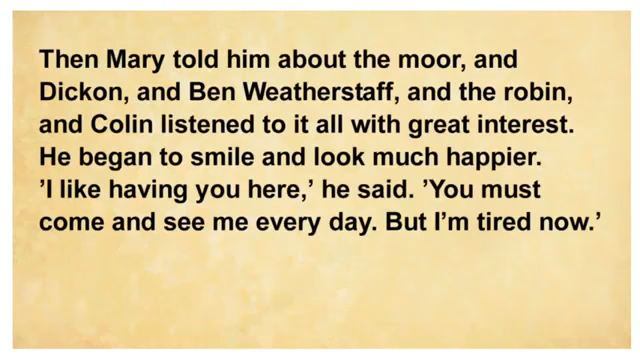 Then Mary told him about the moor, and
Dickon, and Ben Weatherstaff, and the robin,
and Colin listened to it all with great interest.
He began to smile and look much happier.
’I like having you here,’ he said. ’You must
come and see me every day. But I’m tired now.’